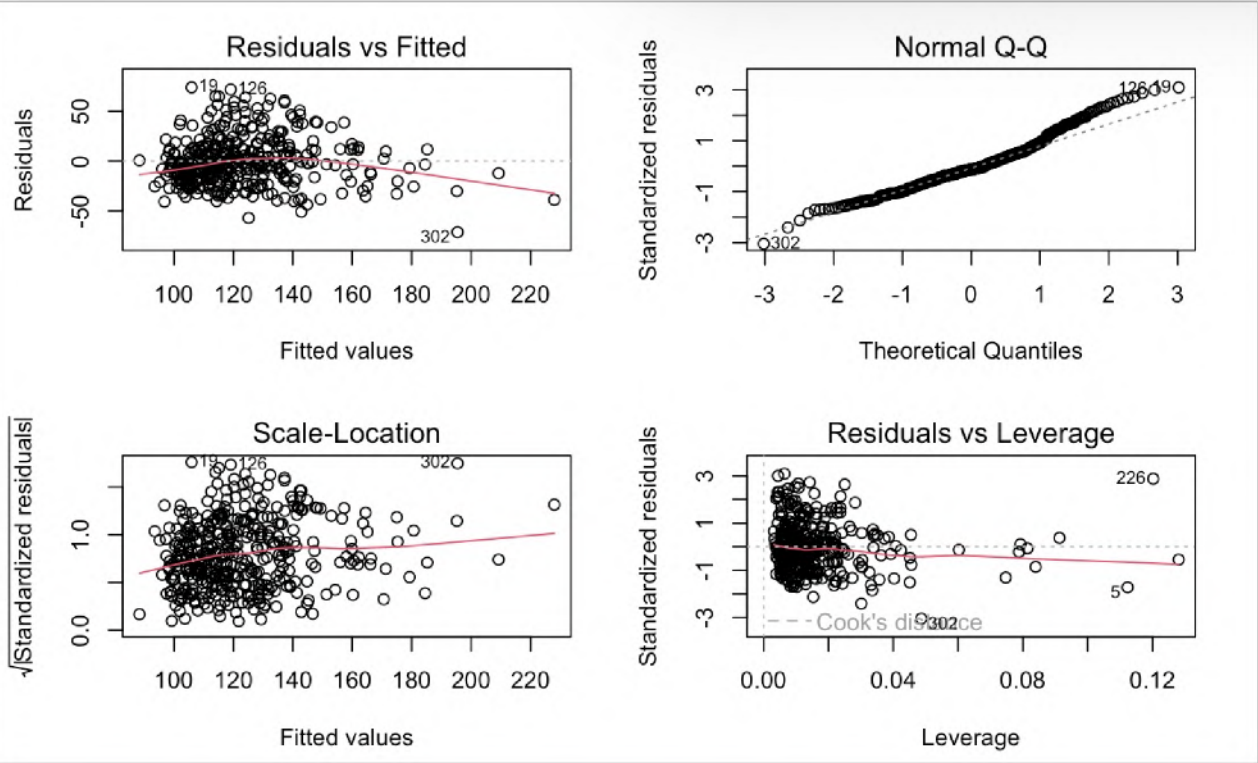 Residuals vs Fitted
Residuals
50
0
-50
19
126
302
100 120 140 160 180 200 220
Fitted values
Normal Q-Q
Standardized residuals
3
1
-1
-3
126 19
302
-3 -2 -1 0 1 2 3
Theoretical Quantiles
Scale-Location
√|Standardized residuals|
1.0
0.0
19
126
302
100 120 140 160 180 200 220
Fitted values
Residuals vs Leverage
Standardized residuals
3
1
-1
-3
226
5
Cook's distance
302
0.00 0.04 0.08 0.12
Leverage